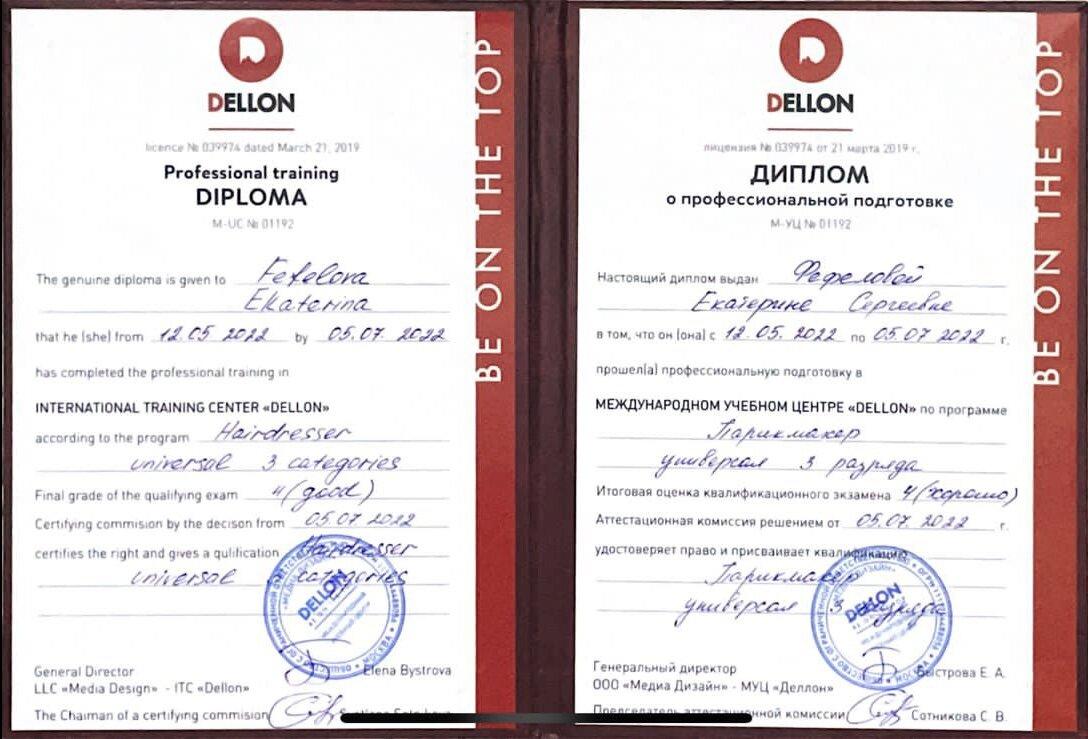 DELLON
licence № 039974 dated March 21, 2019
Professional training
DIPLOMA
M-UC № 01192
The genuine diploma is given to Fefelova
Ekaterina
that he (she) from 12.05 2022 by 05.07. 2022
has completed the professional training in
INTERNATIONAL TRAINING CENTER «DELLON»
according to the program Hairdresser
universal 3 categories
Final grade of the qualifying exam 4 (good)
Certifying commision by the decison from 05.07 2022
certifies the right and gives a qulification Hairdresser
universal 3 categories
DELLON
МОСКВА
General Director Elena Bystrova
LLC «Media Design» - ITC «Dellon»
The Chaiman of a certifying commision
BE ON THE TOP
DELLON
лицензия № 039974 от 21 марта 2019 г.
ДИПЛОМ
о профессиональной подготовке
М-УЦ № 01192
Настоящий диплом выдан Фефеловой
Екатерине Сергеевне
в том, что он (она) с 12.05. 2022 по 05.07 2022 г.
прошел(а) профессиональную подготовку в
МЕЖДУНАРОДНОМ УЧЕБНОМ ЦЕНТРЕ «DELLON» по программе
Парикмахер
универсал 3 разряда
Итоговая оценка квалификационного экзамена 4 (хорошо)
Аттестационная комиссия решением от 05.07. 2022 г.
удостоверяет право и присваивает квалификацию
Парикмахер
универсал 3 разряда
DELLON
МОСКВА
Генеральный директор Быстрова Е. А.
ООО «Медиа Дизайн» - МУЦ «Деллон»
Председатель аттестационной комиссии Сотникова С. В.
BE ON THE TOP